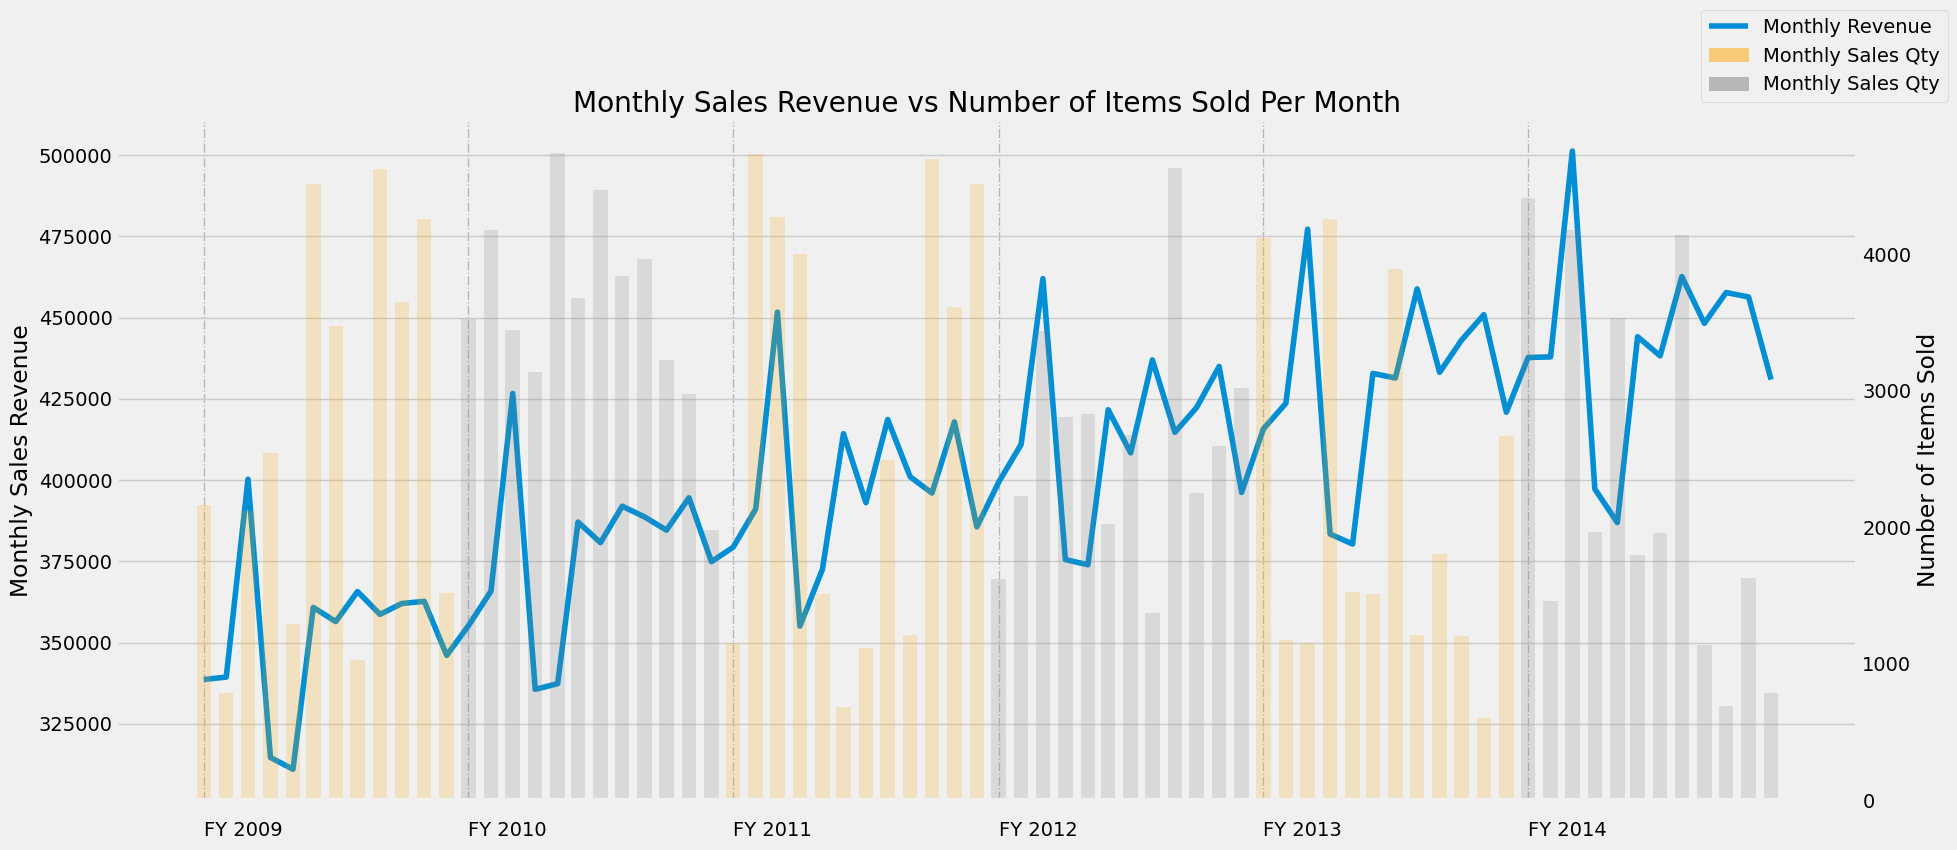 Monthly Revenue
Monthly Sales Qty
Monthly Sales Qty
Monthly Sales Revenue vs Number of Items Sold Per Month
Monthly Sales Revenue
500000
475000
450000
425000
400000
375000
350000
325000
4000
3000
2000
1000
0
Number of Items Sold
FY 2009 FY 2010 FY 2011 FY 2012 FY 2013 FY 2014